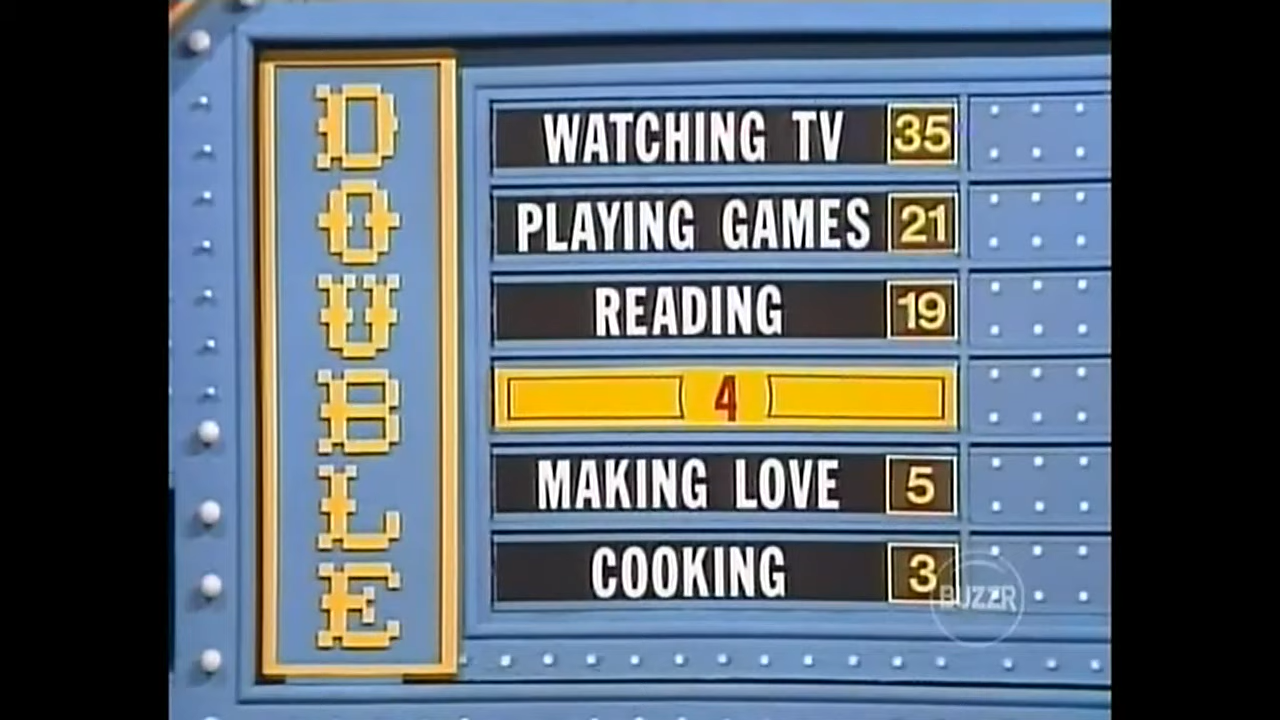 DOUBLE
WATCHING TV 35
PLAYING GAMES 21
READING 19
4
MAKING LOVE 5
COOKING 3
BUZZR